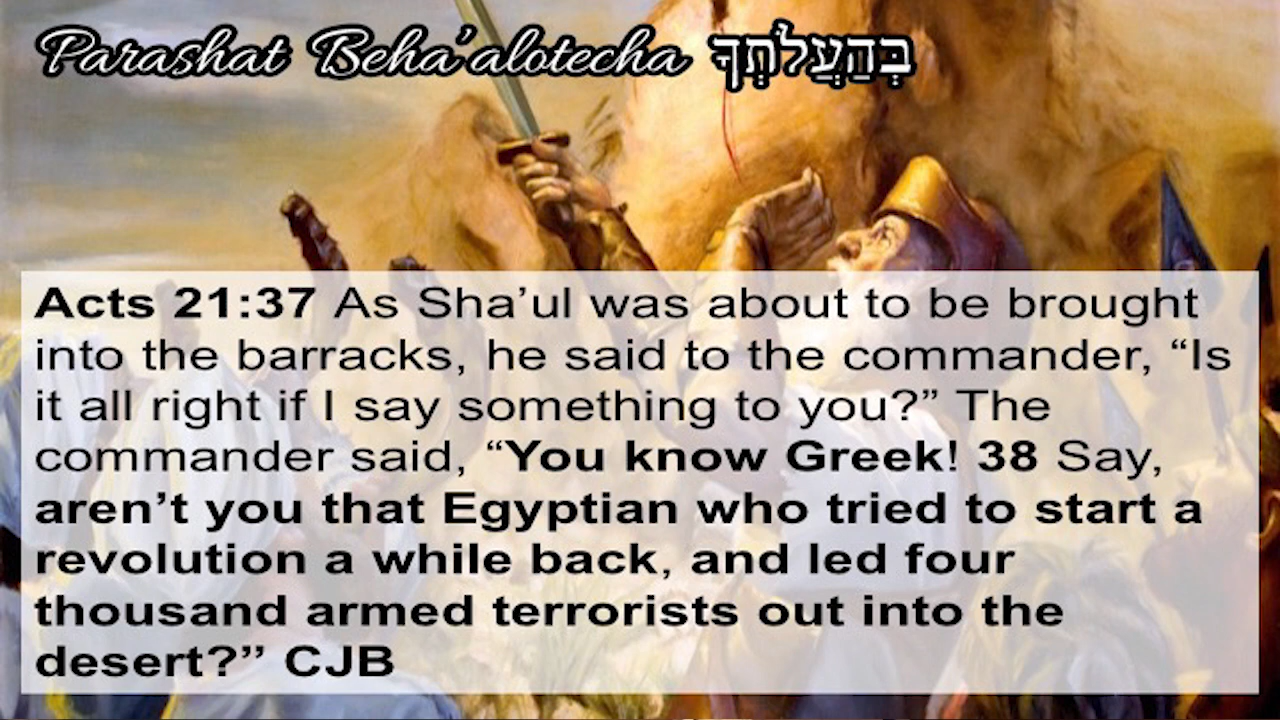 Parashat Beha'alotecha בְּהַעֲלֹתְךָ
Acts 21:37 As Sha’ul was about to be brought
into the barracks, he said to the commander, “Is
it all right if I say something to you?” The
commander said, “You know Greek! 38 Say,
aren’t you that Egyptian who tried to start a
revolution a while back, and led four
thousand armed terrorists out into the
desert?” CJB